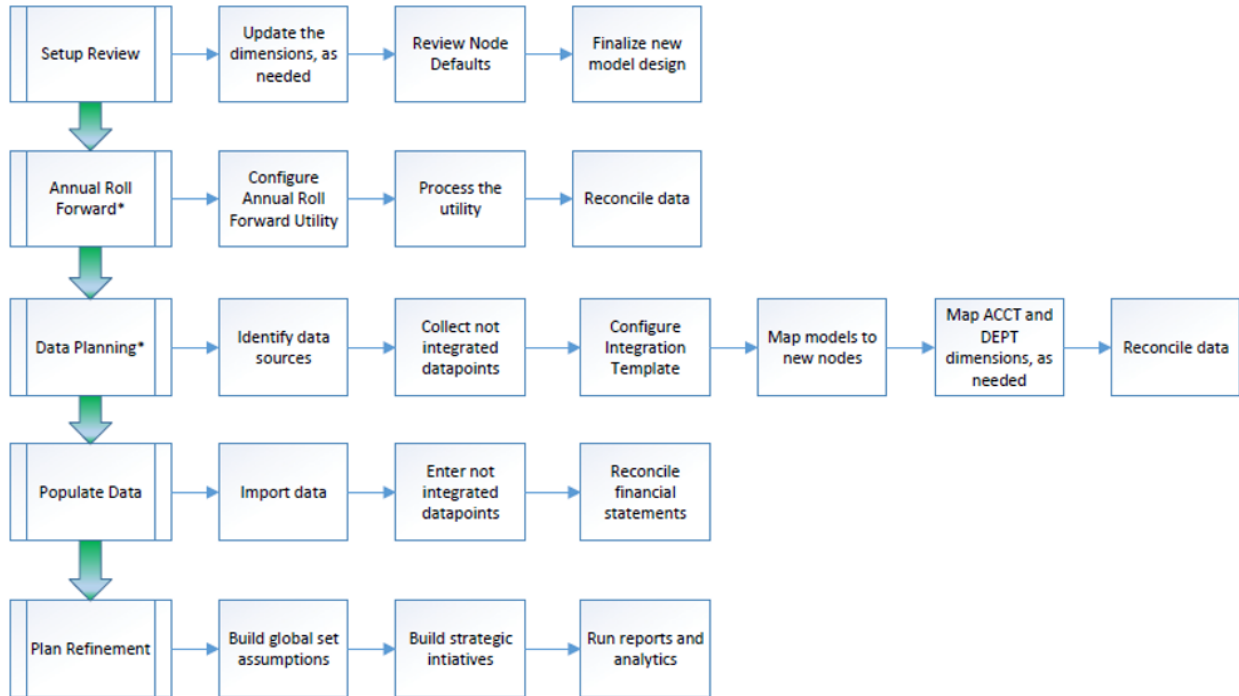 Setup Review
Update the
dimensions, as
needed
Review Node
Defaults
Finalize new
model design
Annual Roll
Forward*
Configure
Annual Roll
Forward Utility
Process the
utility
Reconcile data
Data Planning*
Identify data
sources
Collect not
integrated
datapoints
Configure
Integration
Template
Map models to
new nodes
Map ACCT and
DEPT
dimensions, as
needed
Reconcile data
Populate Data
Import data
Enter not
integrated
datapoints
Reconcile
financial
statements
Plan Refinement
Build global set
assumptions
Build strategic
intiatives
Run reports and
analytics